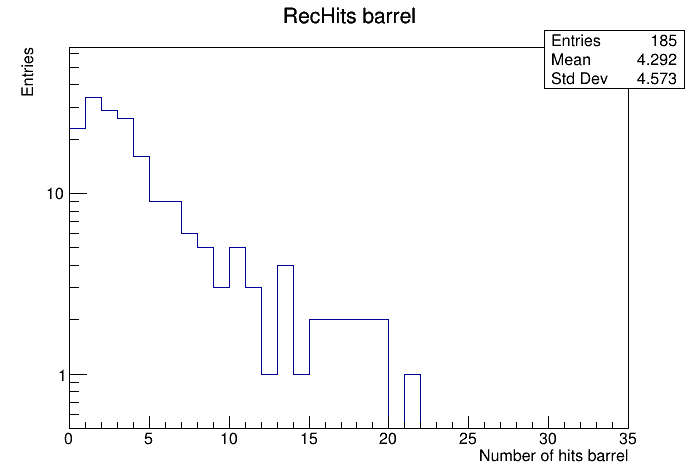 RecHits barrel
Entries 185
Mean 4.292
Std Dev 4.573
Entries
10
1
0 5 10 15 20 25 30 35
Number of hits barrel